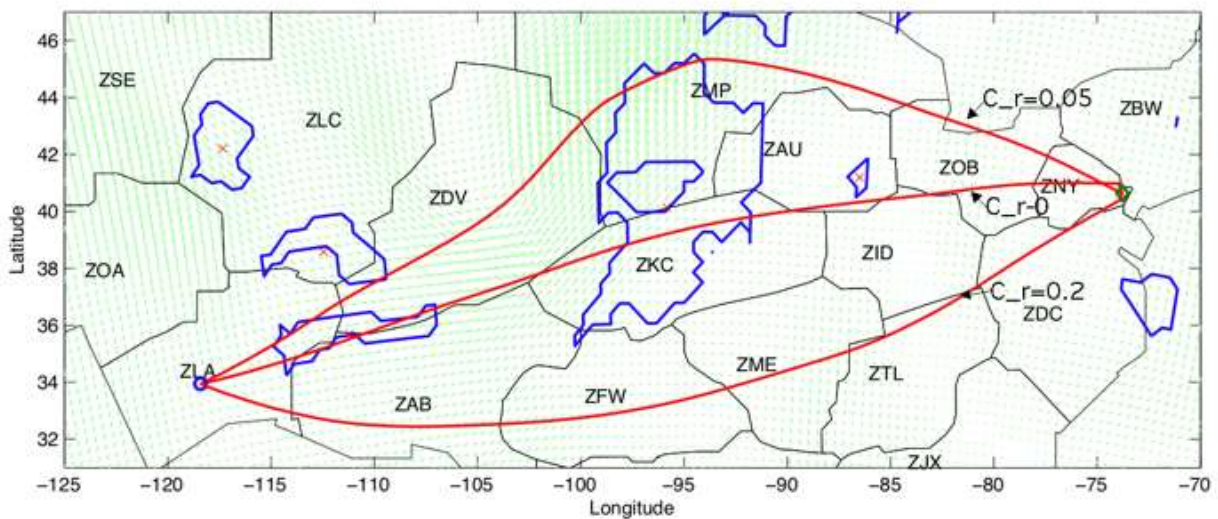 46
44
42
40
38
36
34
32
Latitude
ZSE
ZLC
ZMP
C_r=0.05
ZBW
ZAU
ZDV
ZOB
ZNY
C_r-0
ZOA
ZKC
ZID
C_r=0.2
ZDC
ZLA
ZME
ZTL
ZAB
ZFW
ZJX
−125 −120 −115 −110 −105 −100 −95 −90 −85 −80 −75 −70
Longitude